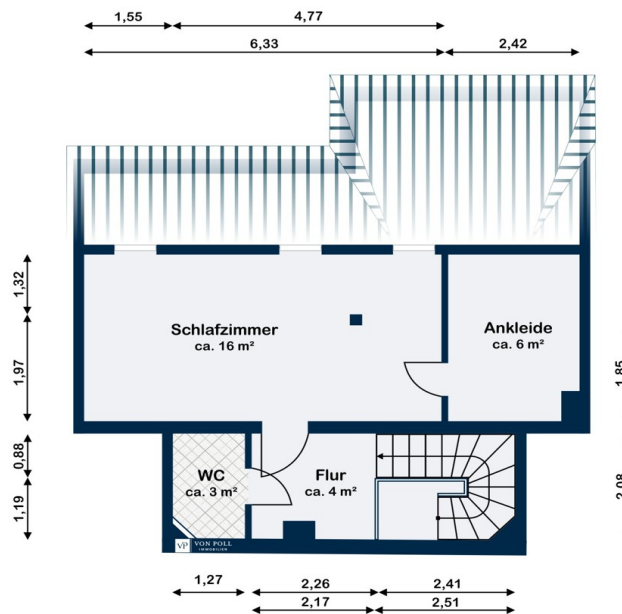 1,55
4,77
6,33
2,42
1,32
1,97
0,88
1,19
1,85
2,08
Schlafzimmer
ca. 16 m²
Ankleide
ca. 6 m²
WC
ca. 3 m²
Flur
ca. 4 m²
VP
VON POLL
IMMOBILIEN
1,27
2,26
2,41
2,17
2,51